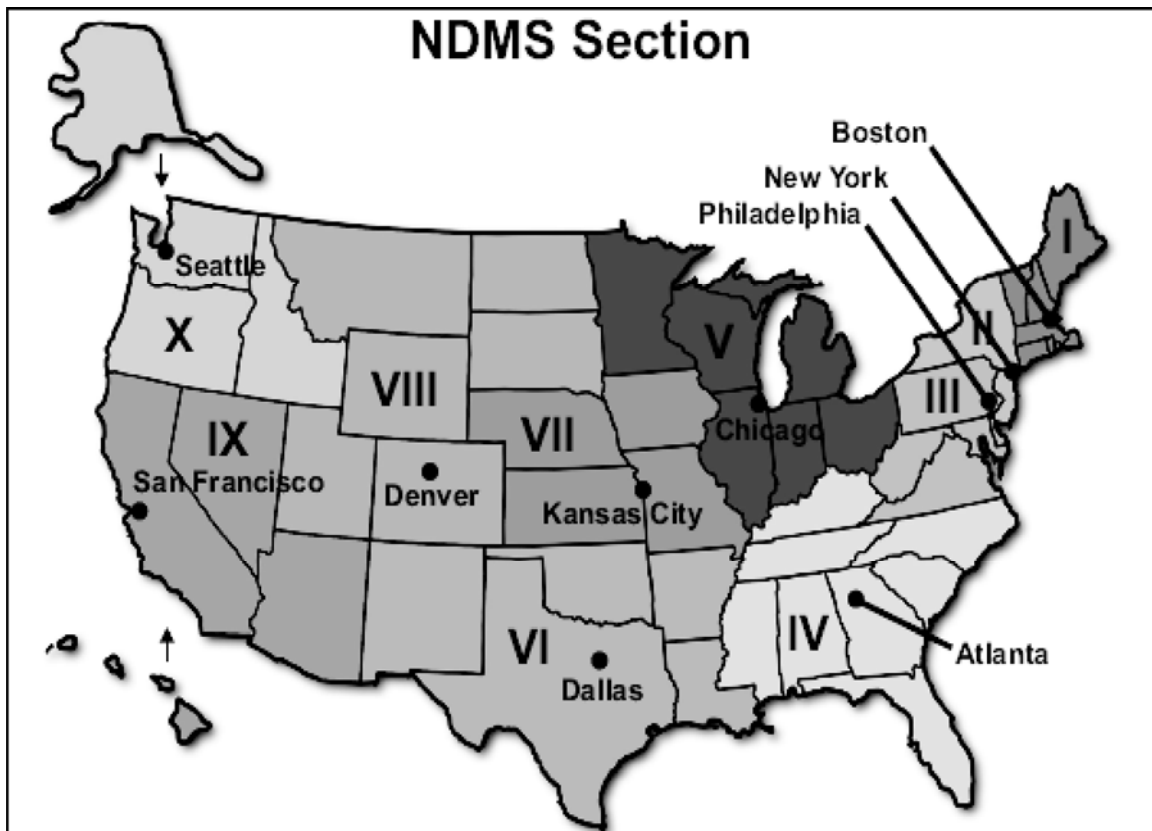 NDMS Section
Boston
New York
Philadelphia
I
Seattle
X
II
V
VIII
III
IX
VII
Chicago
San Francisco
Denver
Kansas City
IV
VI
Atlanta
Dallas